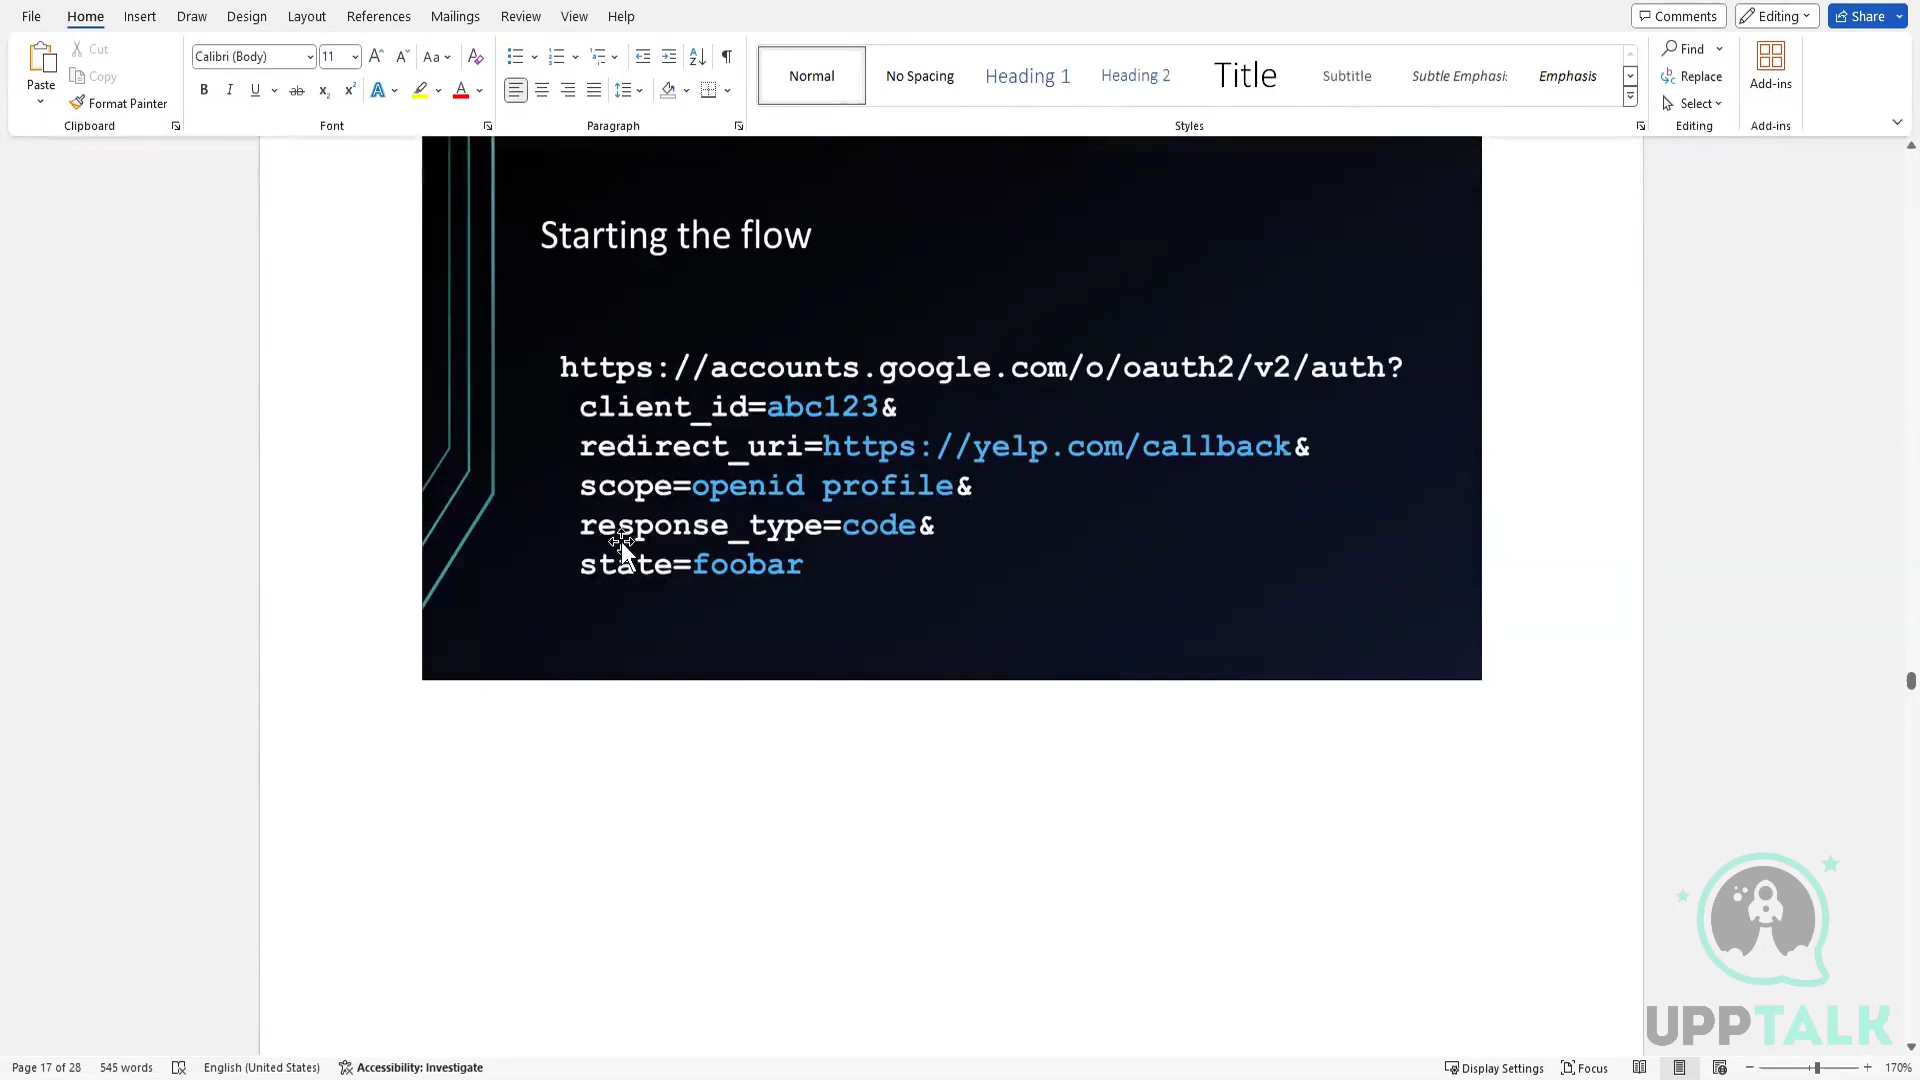 File Home Insert Draw Design Layout References Mailings Review View Help Comments Editing Share
Paste Cut Copy Format Painter Clipboard
Calibri (Body) 11 Aa Font
Paragraph
Normal No Spacing Heading 1 Heading 2 Title Subtitle Subtle Emphasi Emphasis Styles
Find Replace Select Editing
Add-ins Add-ins
Starting the flow
https://accounts.google.com/o/oauth2/v2/auth?
client_id=abc123&
redirect_uri=https://yelp.com/callback&
scope=openid profile&
response_type=code&
state=foobar
UPPTALK
Page 17 of 28 545 words English (United States) Accessibility: Investigate Display Settings Focus 170%